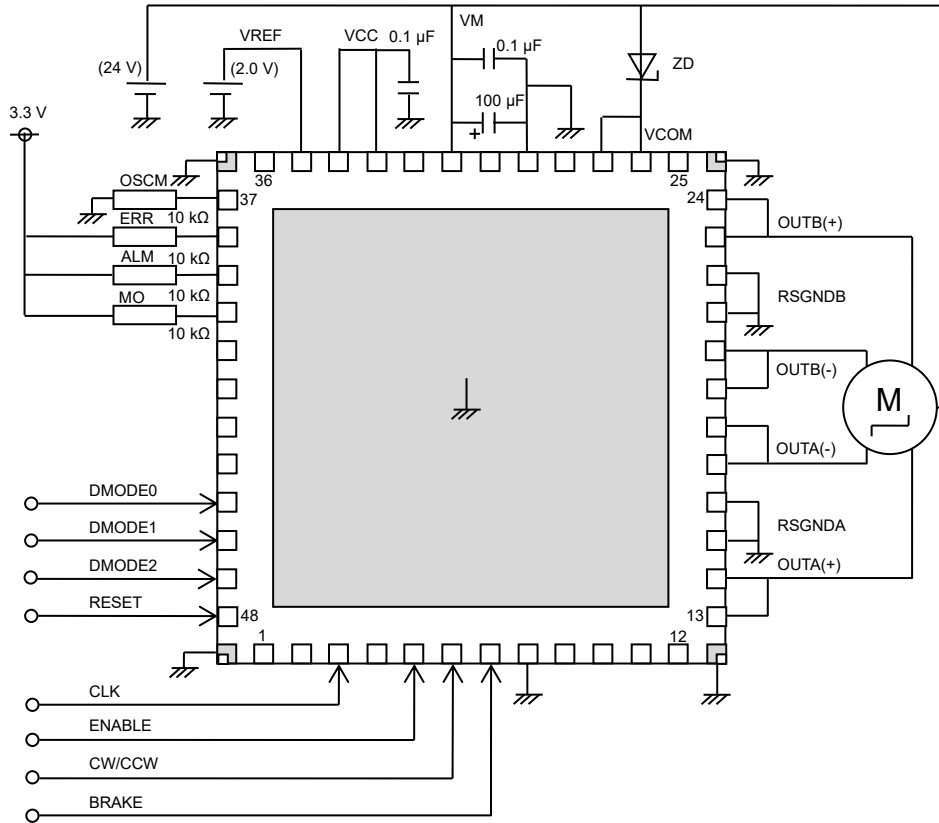 VM
VREF
VCC
0.1 µF
0.1 µF
(24 V)
(2.0 V)
ZD
100 µF
+
3.3 V
VCOM
36
25
OSCM
37
24
10 kΩ
ERR
OUTB(+)
10 kΩ
ALM
10 kΩ
MO
RSGNDB
10 kΩ
OUTB(-)
M
OUTA(-)
DMODE0
DMODE1
RSGNDA
DMODE2
OUTA(+)
RESET
48
13
1
12
CLK
ENABLE
CW/CCW
BRAKE